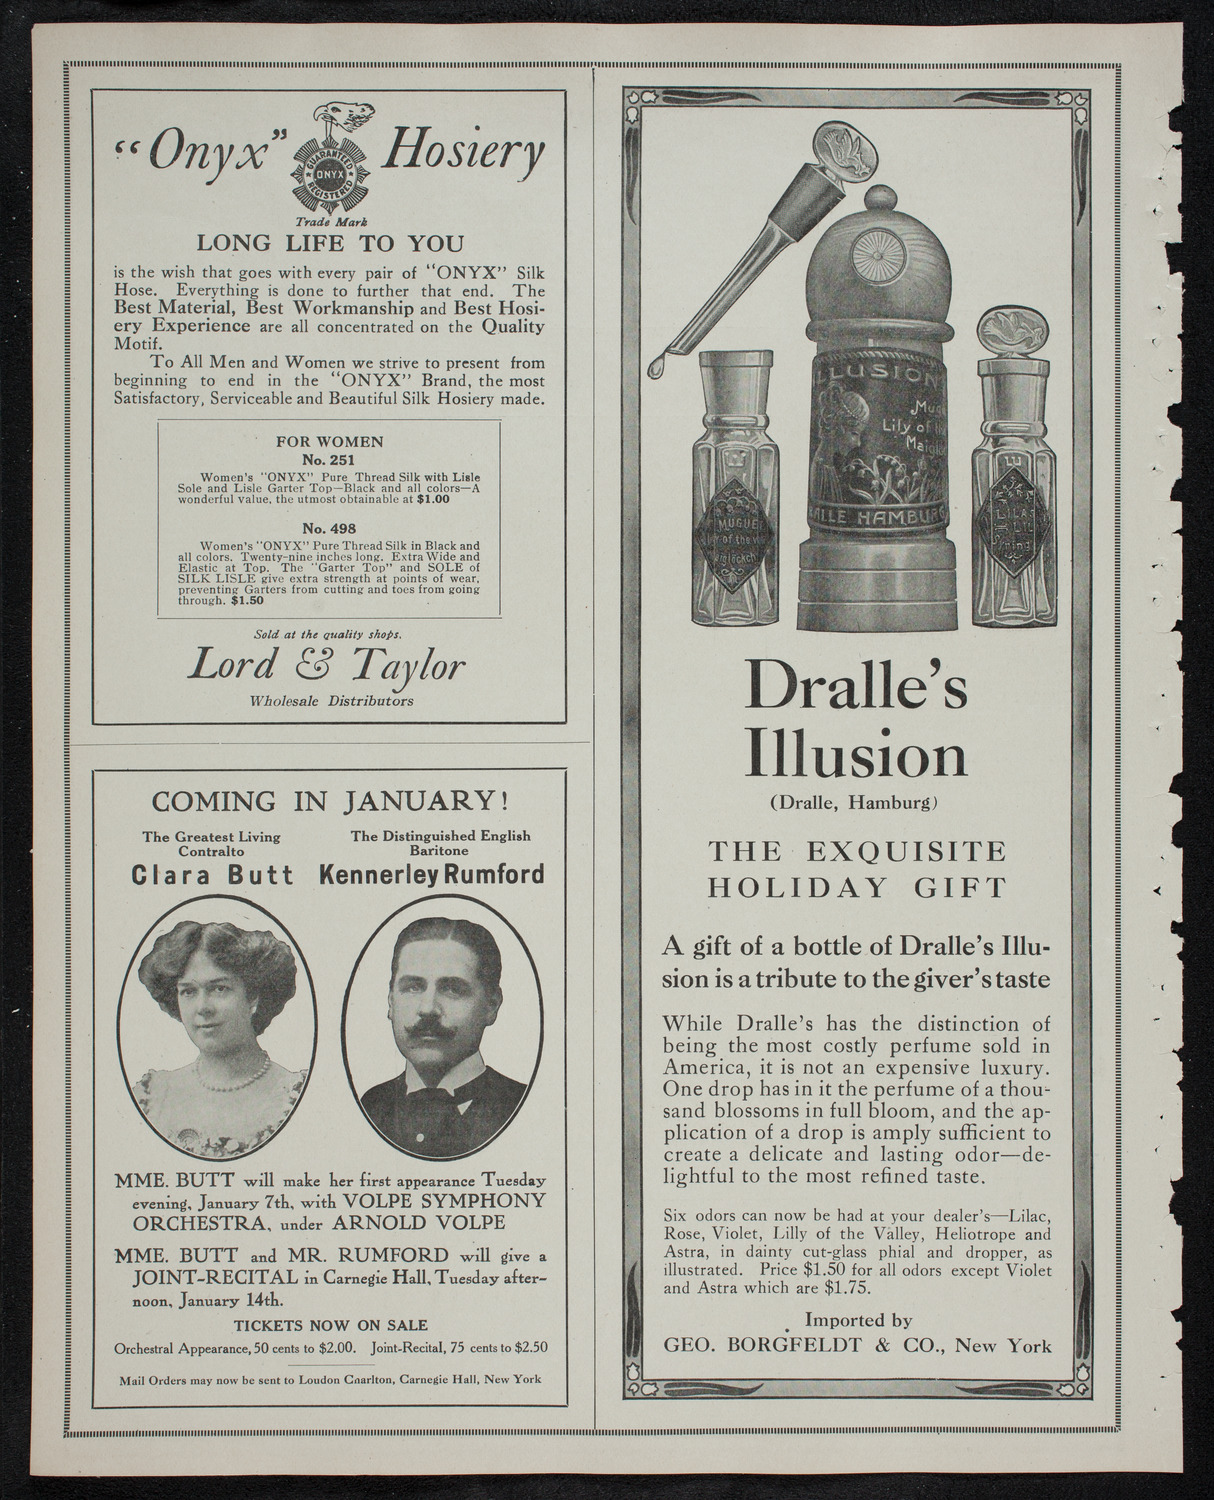 “Onyx” Hosiery
GUARANTEED
ONYX
REGISTERED
Trade Mark
LONG LIFE TO YOU
is the wish that goes with every pair of “ONYX” Silk
Hose. Everything is done to further that end. The
Best Material, Best Workmanship and Best Hosi-
ery Experience are all concentrated on the Quality
Motif.
To All Men and Women we strive to present from
beginning to end in the “ONYX” Brand, the most
Satisfactory, Serviceable and Beautiful Silk Hosiery made.
FOR WOMEN
No. 251
Women's “ONYX” Pure Thread Silk with Lisle
Sole and Lisle Garter Top—Black and all colors—A
wonderful value, the utmost obtainable at $1.00
No. 498
Women's “ONYX” Pure Thread Silk in Black and
all colors. Twenty-nine inches long. Extra Wide and
Elastic at Top. The “Garter Top” and SOLE of
SILK LISLE give extra strength at points of wear,
preventing Garters from cutting and toes from going
through. $1.50
Sold at the quality shops.
Lord & Taylor
Wholesale Distributors
COMING IN JANUARY!
The Greatest Living
Contralto
Clara Butt
The Distinguished English
Baritone
Kennerley Rumford
MME. BUTT will make her first appearance Tuesday
evening, January 7th, with VOLPE SYMPHONY
ORCHESTRA, under ARNOLD VOLPE
MME. BUTT and MR. RUMFORD will give a
JOINT-RECITAL in Carnegie Hall, Tuesday after-
noon, January 14th.
TICKETS NOW ON SALE
Orchestral Appearance, 50 cents to $2.00. Joint-Recital, 75 cents to $2.50
Mail Orders may now be sent to Loudon Cnarlton, Carnegie Hall, New York
LLUSION
Mug
Lily of th
Maigl
ALLE HAMBURG
MUGUE
y of the v
aiglöckch
LILAS
Dralle's
Illusion
(Dralle, Hamburg)
THE EXQUISITE
HOLIDAY GIFT
A gift of a bottle of Dralle's Illu-
sion is a tribute to the giver's taste
While Dralle's has the distinction of
being the most costly perfume sold in
America, it is not an expensive luxury.
One drop has in it the perfume of a thou-
sand blossoms in full bloom, and the ap-
plication of a drop is amply sufficient to
create a delicate and lasting odor—de-
lightful to the most refined taste.
Six odors can now be had at your dealer's—Lilac,
Rose, Violet, Lilly of the Valley, Heliotrope and
Astra, in dainty cut-glass phial and dropper, as
illustrated. Price $1.50 for all odors except Violet
and Astra which are $1.75.
Imported by
GEO. BORGFELDT & CO., New York